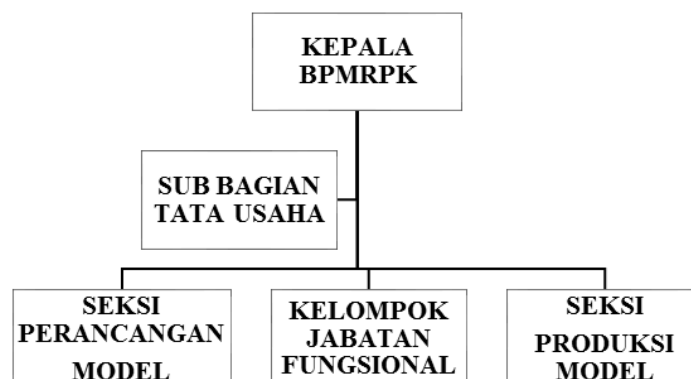 KEPALA
BPMRPK
SUB BAGIAN
TATA USAHA
SEKSI
PERANCANGAN
MODEL
KELOMPOK
JABATAN
FUNGSIONAL
SEKSI
PRODUKSI
MODEL